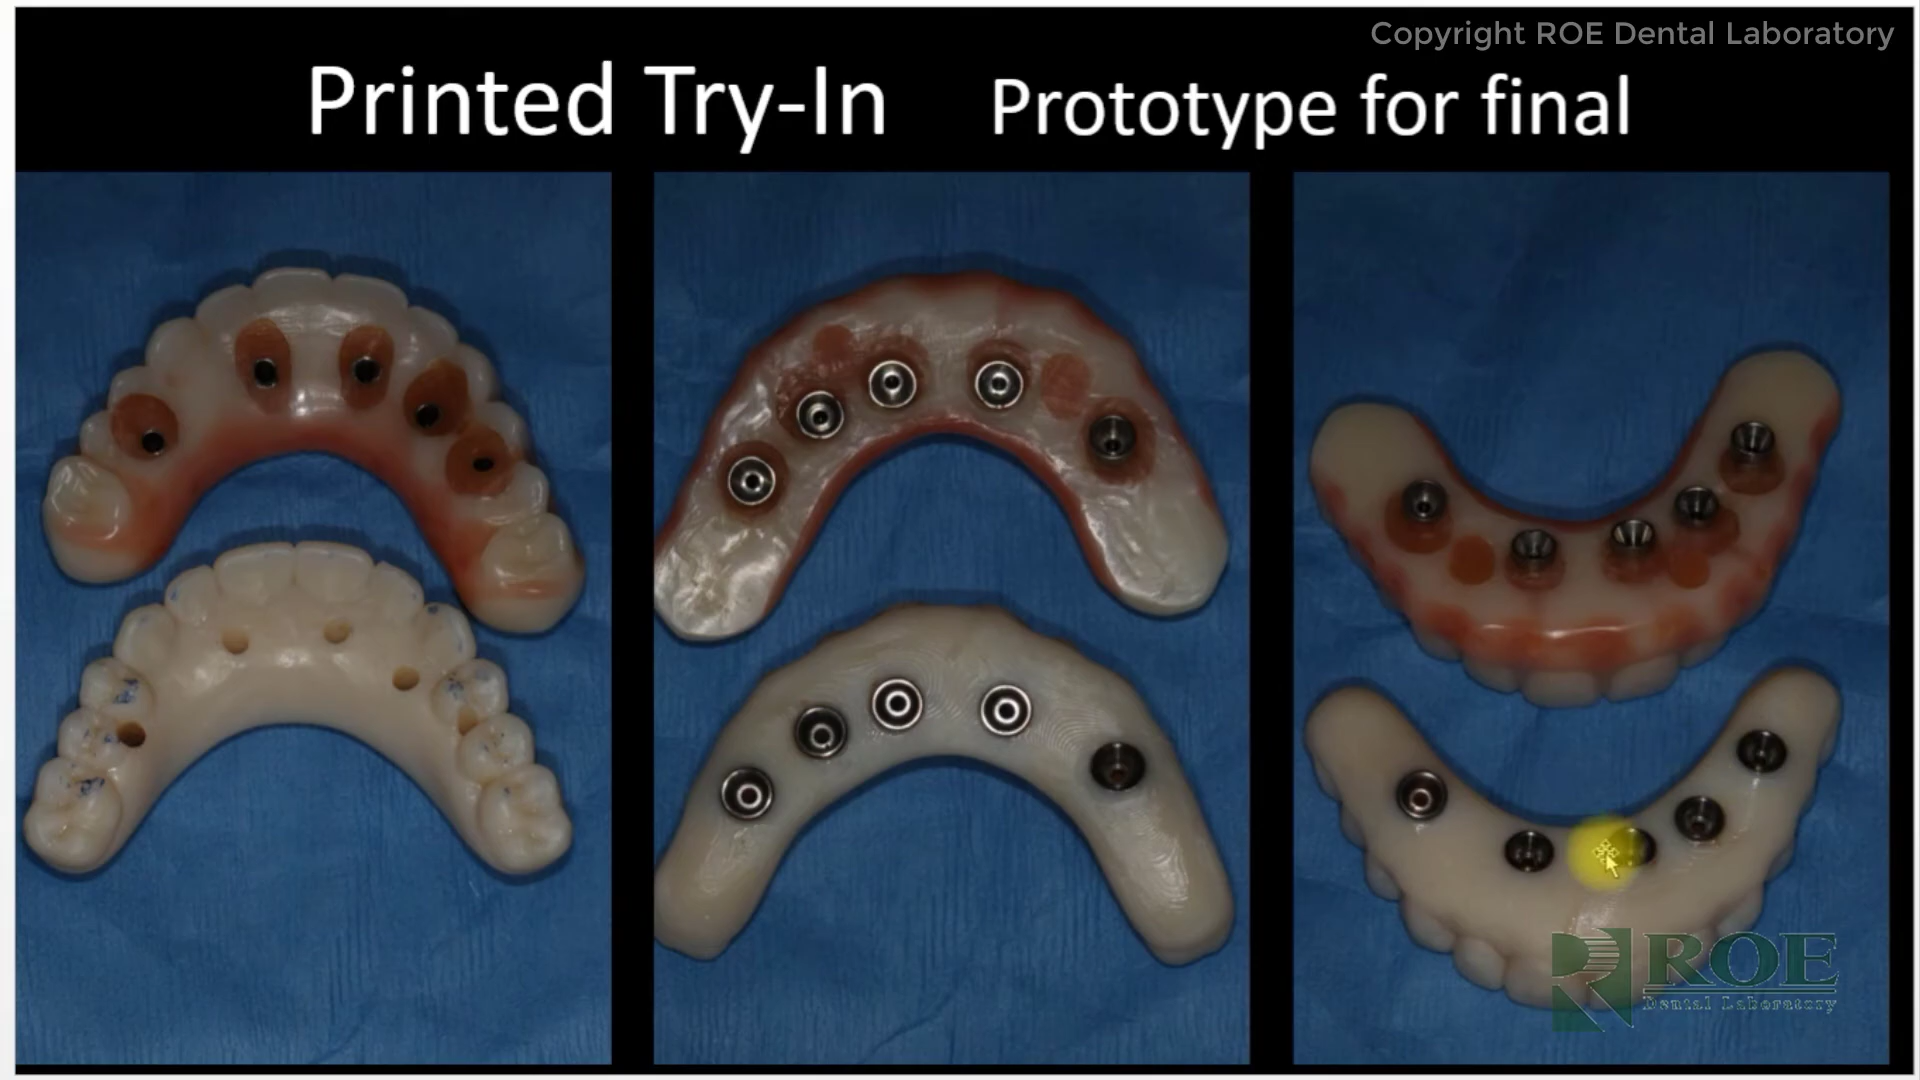 Copyright ROE Dental Laboratory
Printed Try-In Prototype for final
ROE
Dental Laboratory